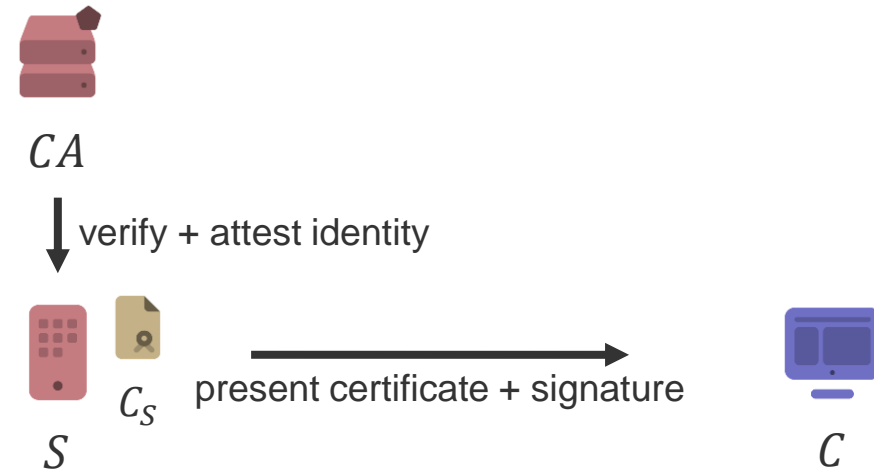 CA
verify + attest identity
C_S
present certificate + signature
S
C